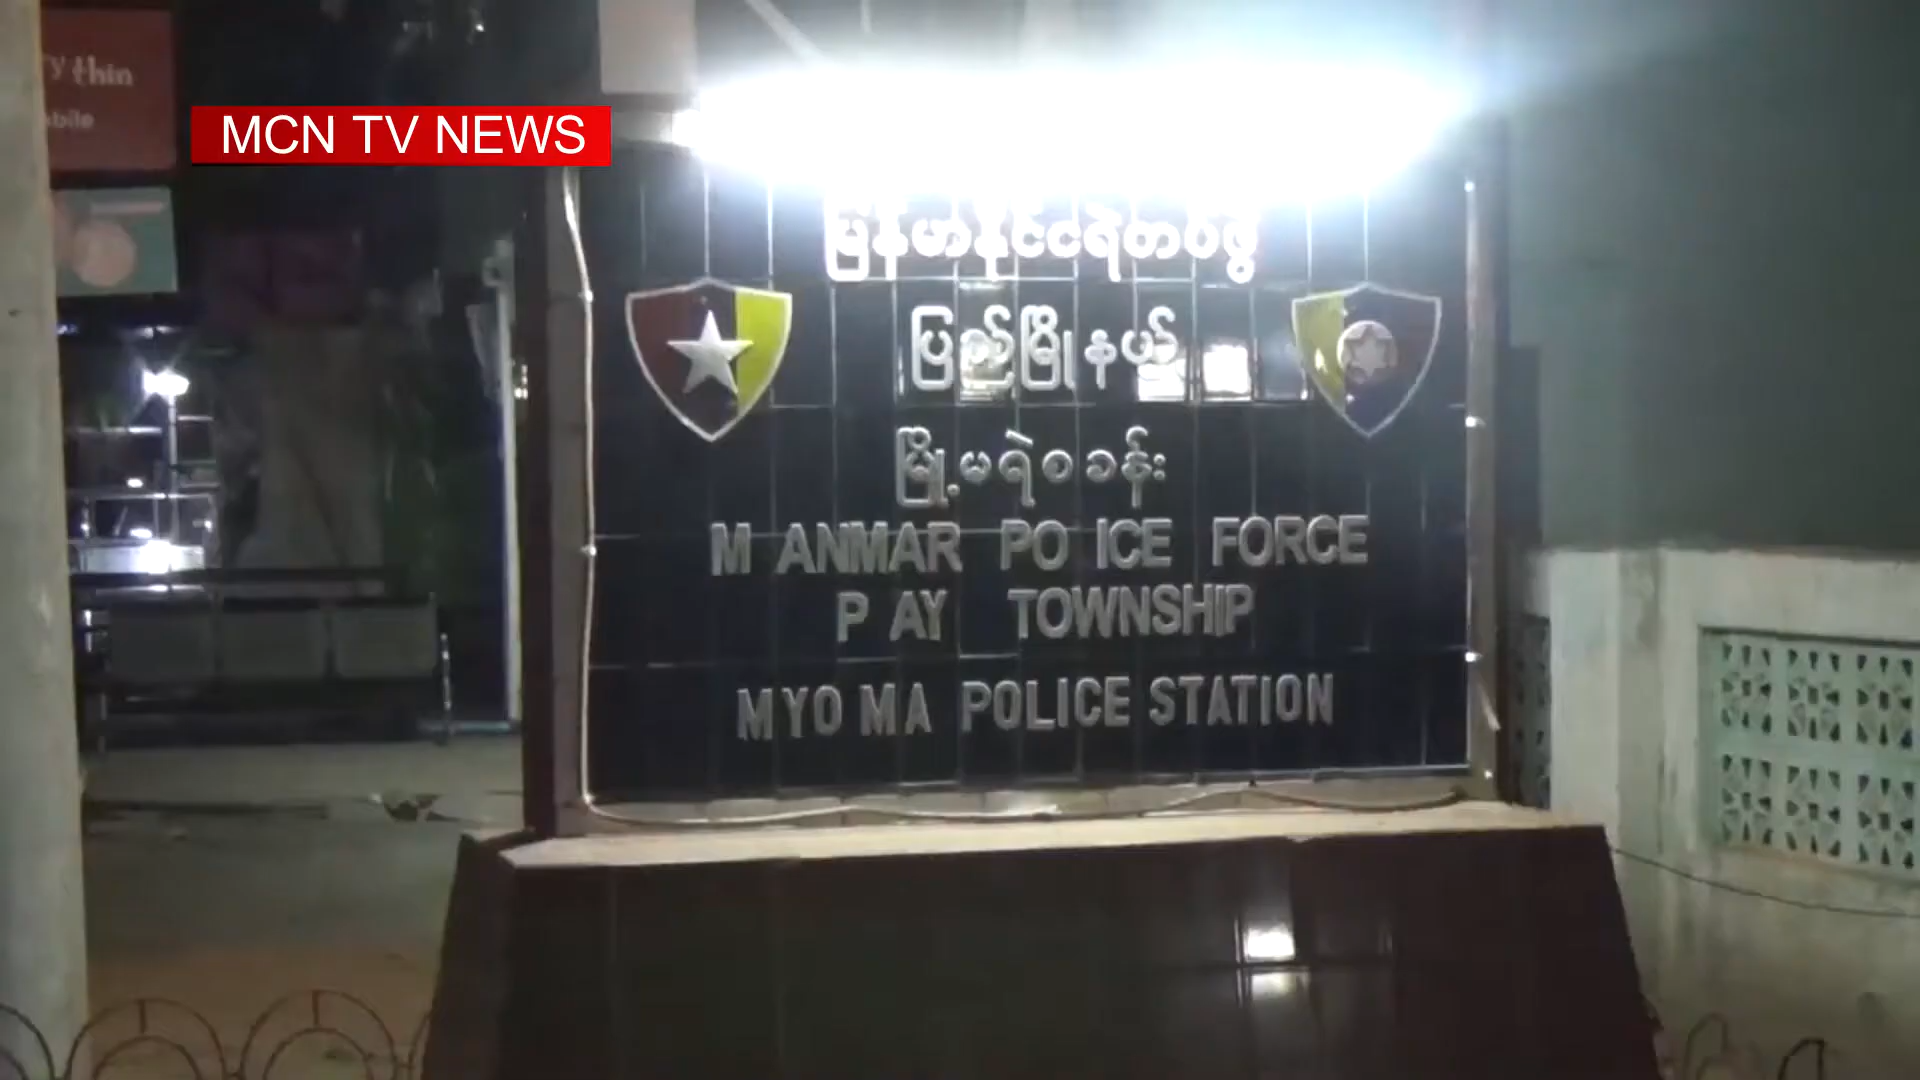 thin
MCN TV NEWS
မြန်မာနိုင်ငံရဲတပ်ဖွဲ့
ပြည်မြို့နယ်
မြို့မရဲစခန်း
M ANMAR PO ICE FORCE
P AY TOWNSHIP
MYO MA POLICE STATION